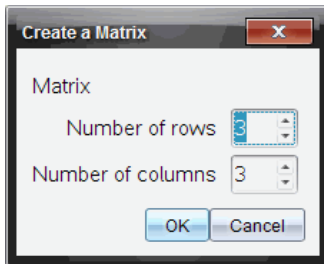 Create a Matrix
Matrix
Number of rows 3
Number of columns 3
OK Cancel